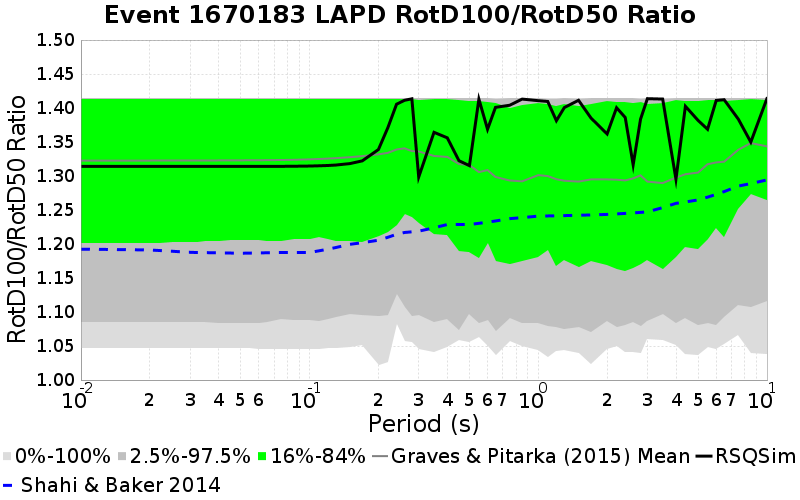 Event 1670183 LAPD RotD100/RotD50 Ratio
RotD100/RotD50 Ratio
1.50
1.45
1.40
1.35
1.30
1.25
1.20
1.15
1.10
1.05
1.00
10-2 2 3 4 5 6 10-1 2 3 4 5 6 7 100 2 3 4 5 6 7 101
Period (s)
0%-100% 2.5%-97.5% 16%-84% Graves & Pitarka (2015) Mean RSQSim
Shahi & Baker 2014